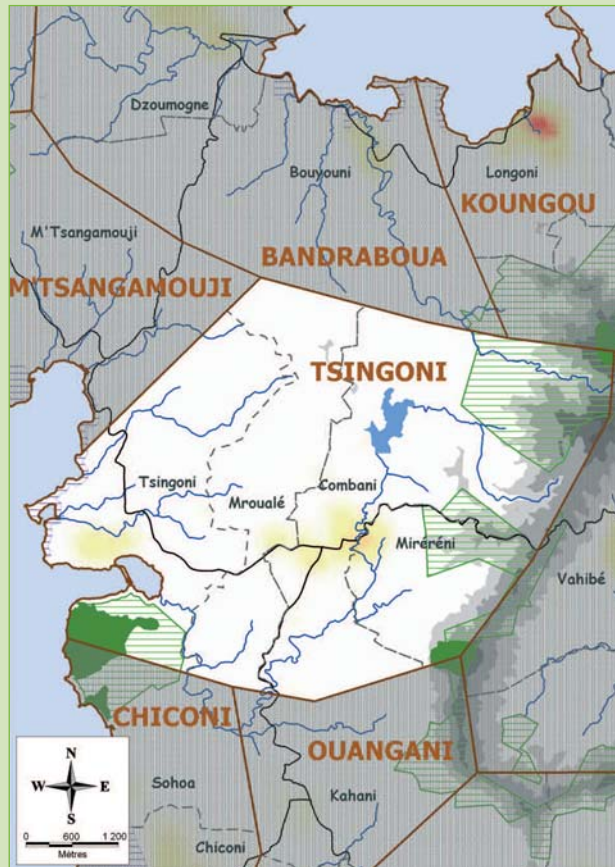 Dzoumogne
Bouyouni
Longoni
KOUNGOU
M'Tsangamouji
BANDRABOUA
M'TSANGAMOUJI
TSINGONI
Tsingoni
Mroualé
Combani
Miréréni
Vahibé
CHICONI
OUANGANI
N
W E
S
Sohoa
Kahani
0 600 1 200
Mètres
Chiconi